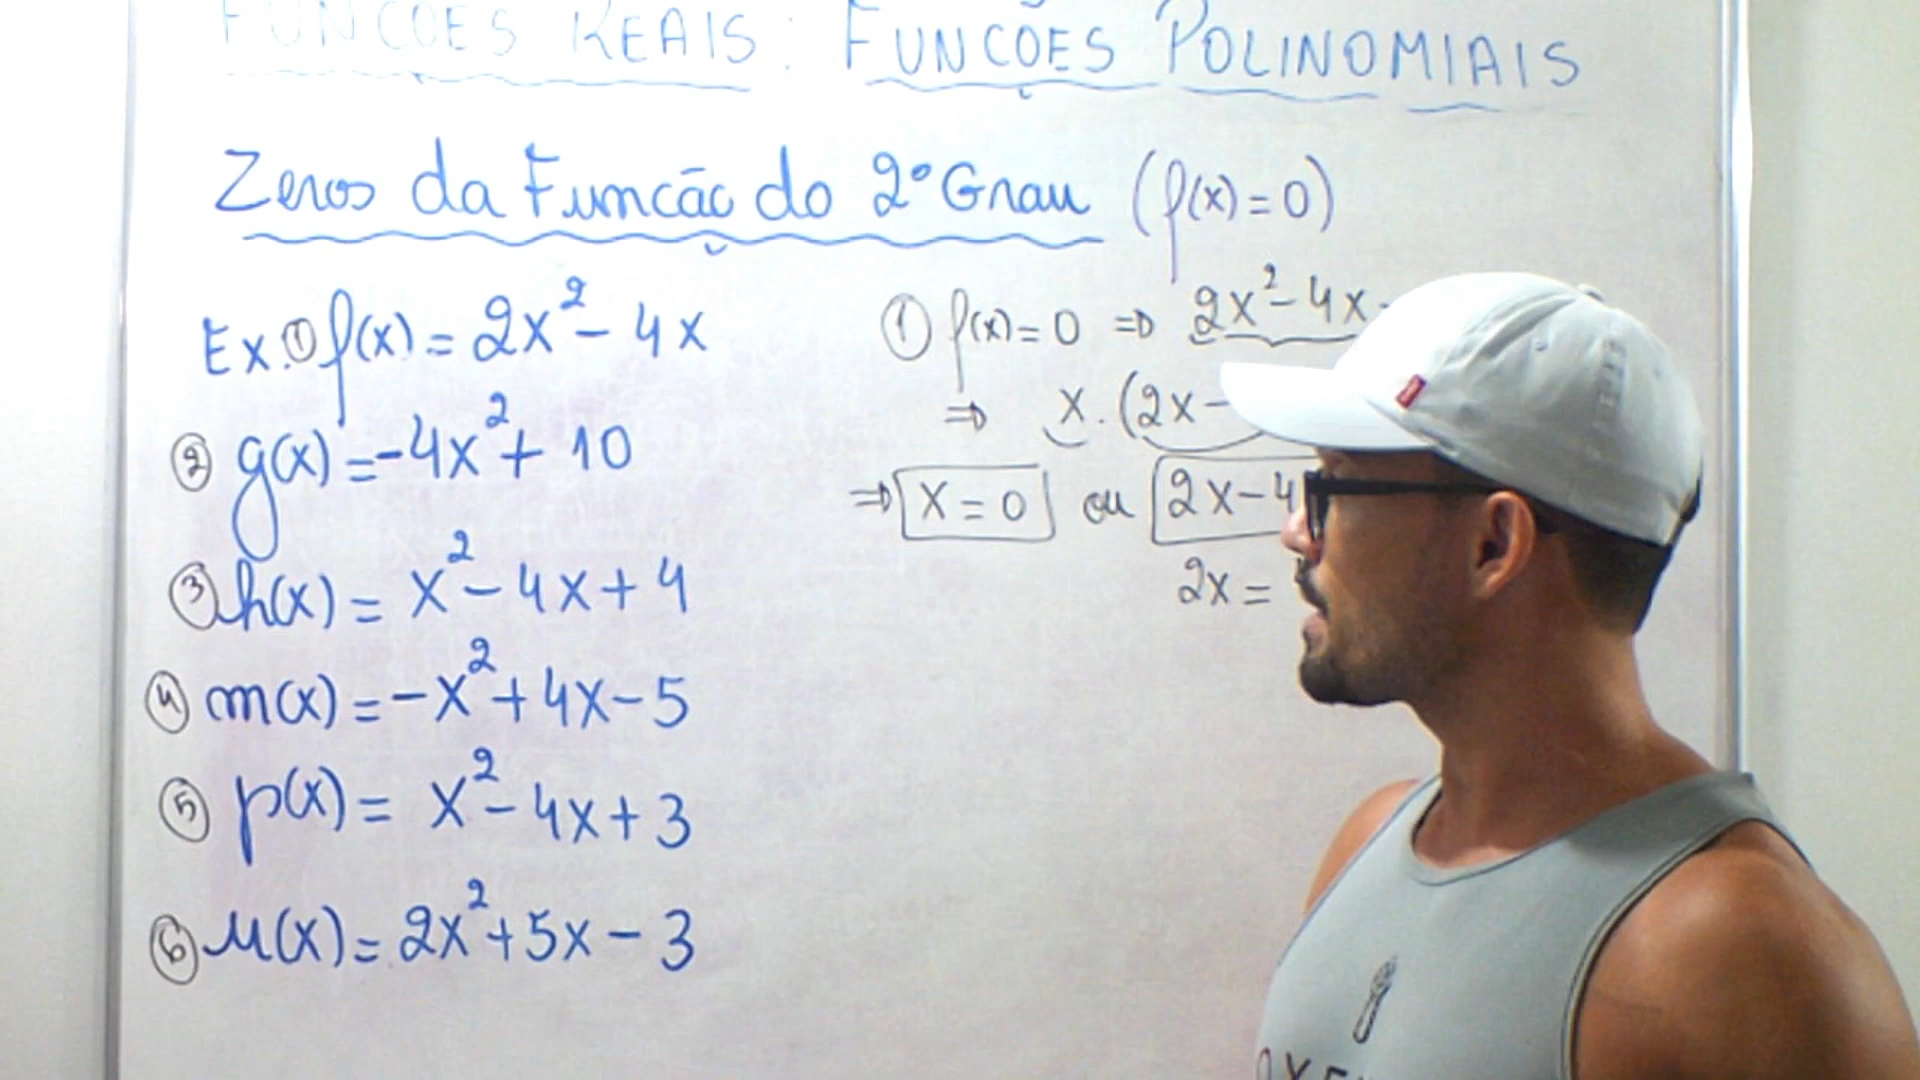 FUNCOES REAIS: FUNÇÕES POLINOMIAIS
Zeros da Função do 2º Grau (f(x) = 0)
Ex.① f(x) = 2x² - 4x
② g(x) = -4x² + 10
③ h(x) = x² - 4x + 4
④ m(x) = -x² + 4x - 5
⑤ p(x) = x² - 4x + 3
⑥ u(x) = 2x² + 5x - 3
① f(x) = 0 ⇒ 2x² - 4x
⇒ x . (2x -
⇒ x = 0 ou 2x - 4
2x =